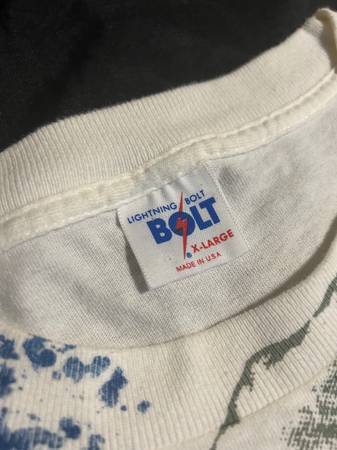 LIGHTNING BOLT
BOLT
® X-LARGE
MADE IN U.S.A.